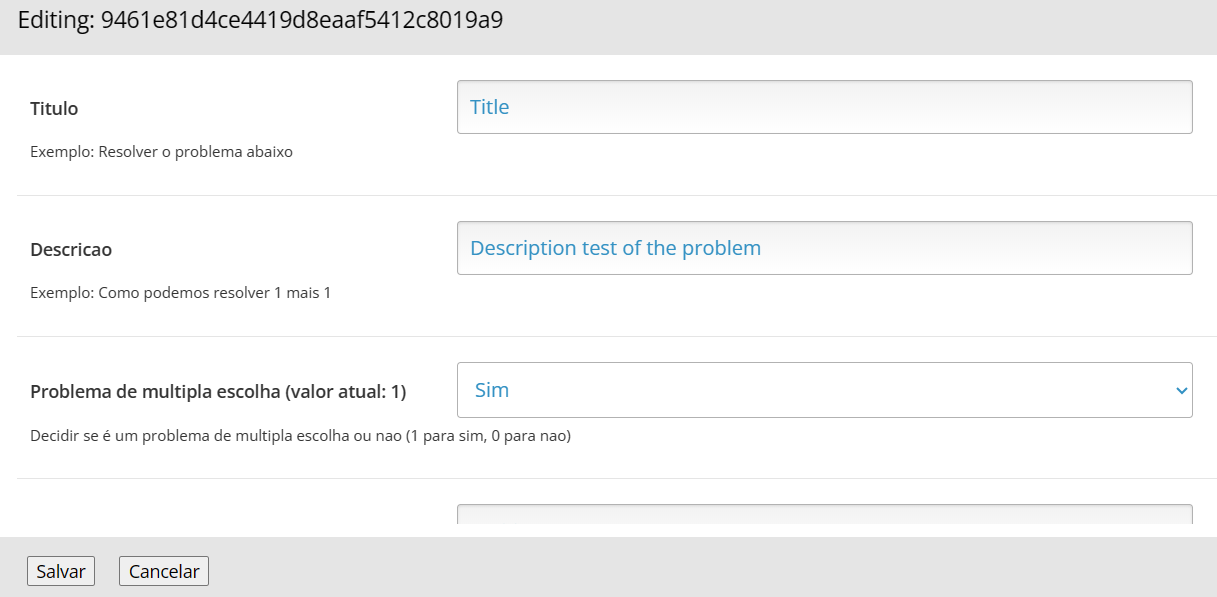 Editing: 9461e81d4ce4419d8eaaf5412c8019a9
Titulo
Title
Exemplo: Resolver o problema abaixo
Descricao
Description test of the problem
Exemplo: Como podemos resolver 1 mais 1
Problema de multipla escolha (valor atual: 1)
Sim
Decidir se é um problema de multipla escolha ou nao (1 para sim, 0 para nao)
Salvar
Cancelar